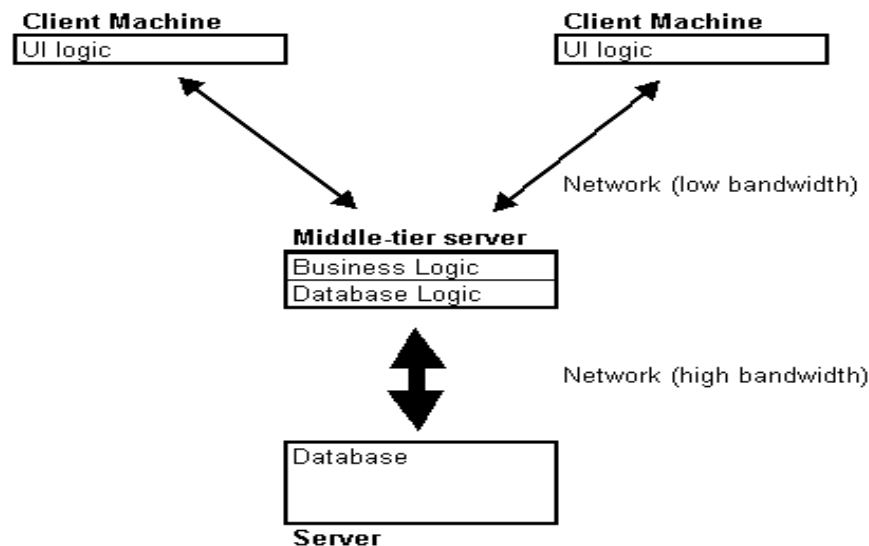 Client Machine
Client Machine
UI logic
UI logic
Network (low bandwidth)
Middle-tier server
Business Logic
Database Logic
Network (high bandwidth)
Database
Server